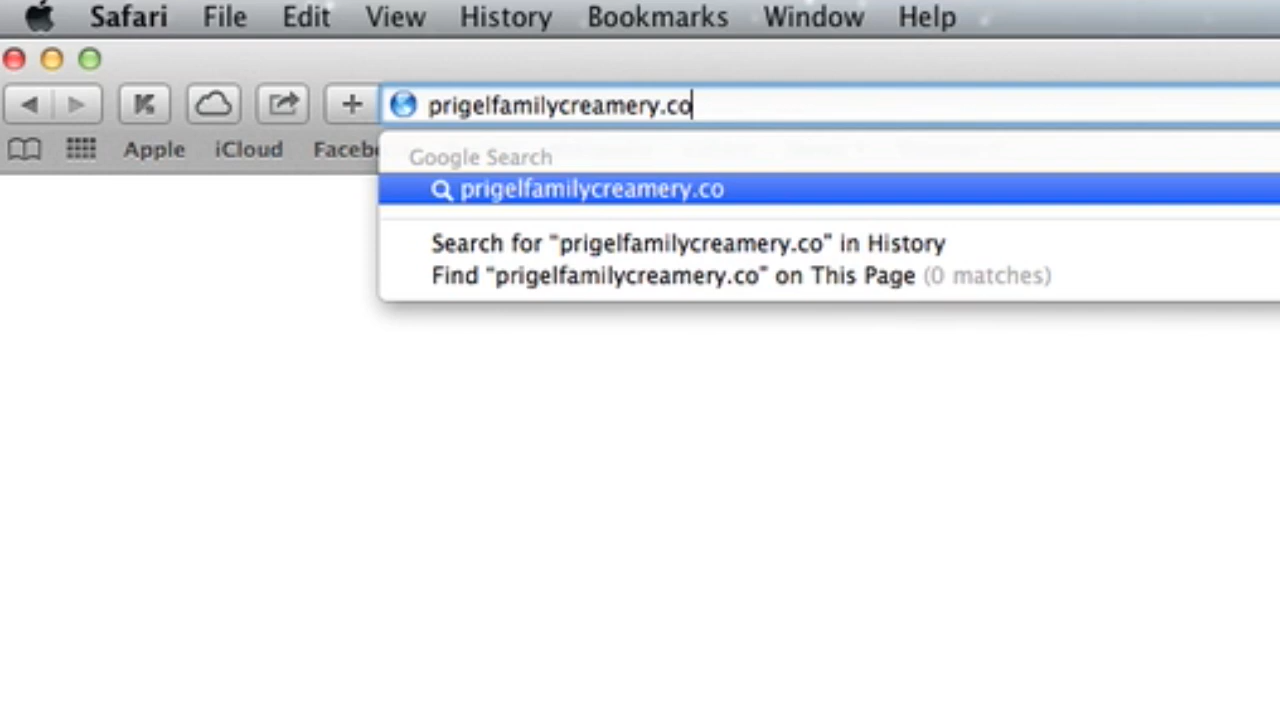 Safari File Edit View History Bookmarks Window Help
prigelfamilycreamery.co
Apple iCloud Faceb
Google Search
prigelfamilycreamery.co
Search for "prigelfamilycreamery.co" in History
Find "prigelfamilycreamery.co" on This Page (0 matches)